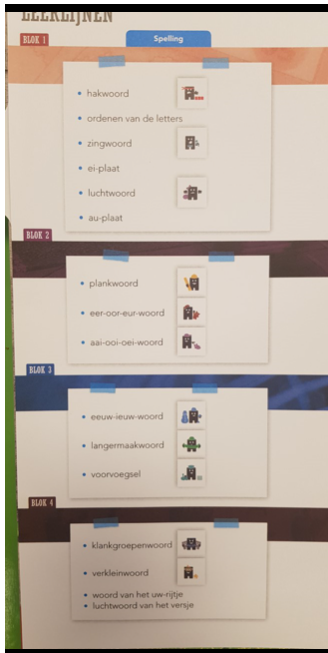 LEERLIJNEN
BLOK 1
Spelling
• hakwoord
• ordenen van de letters
• zingwoord
• ei-plaat
• luchtwoord
• au-plaat
BLOK 2
• plankwoord
• eer-oor-eur-woord
• aai-ooi-oei-woord
BLOK 3
• eeuw-ieuw-woord
• langermaakwoord
• voorvoegsel
BLOK 4
• klankgroepenwoord
• verkleinwoord
• woord van het uw-rijtje
• luchtwoord van het versje